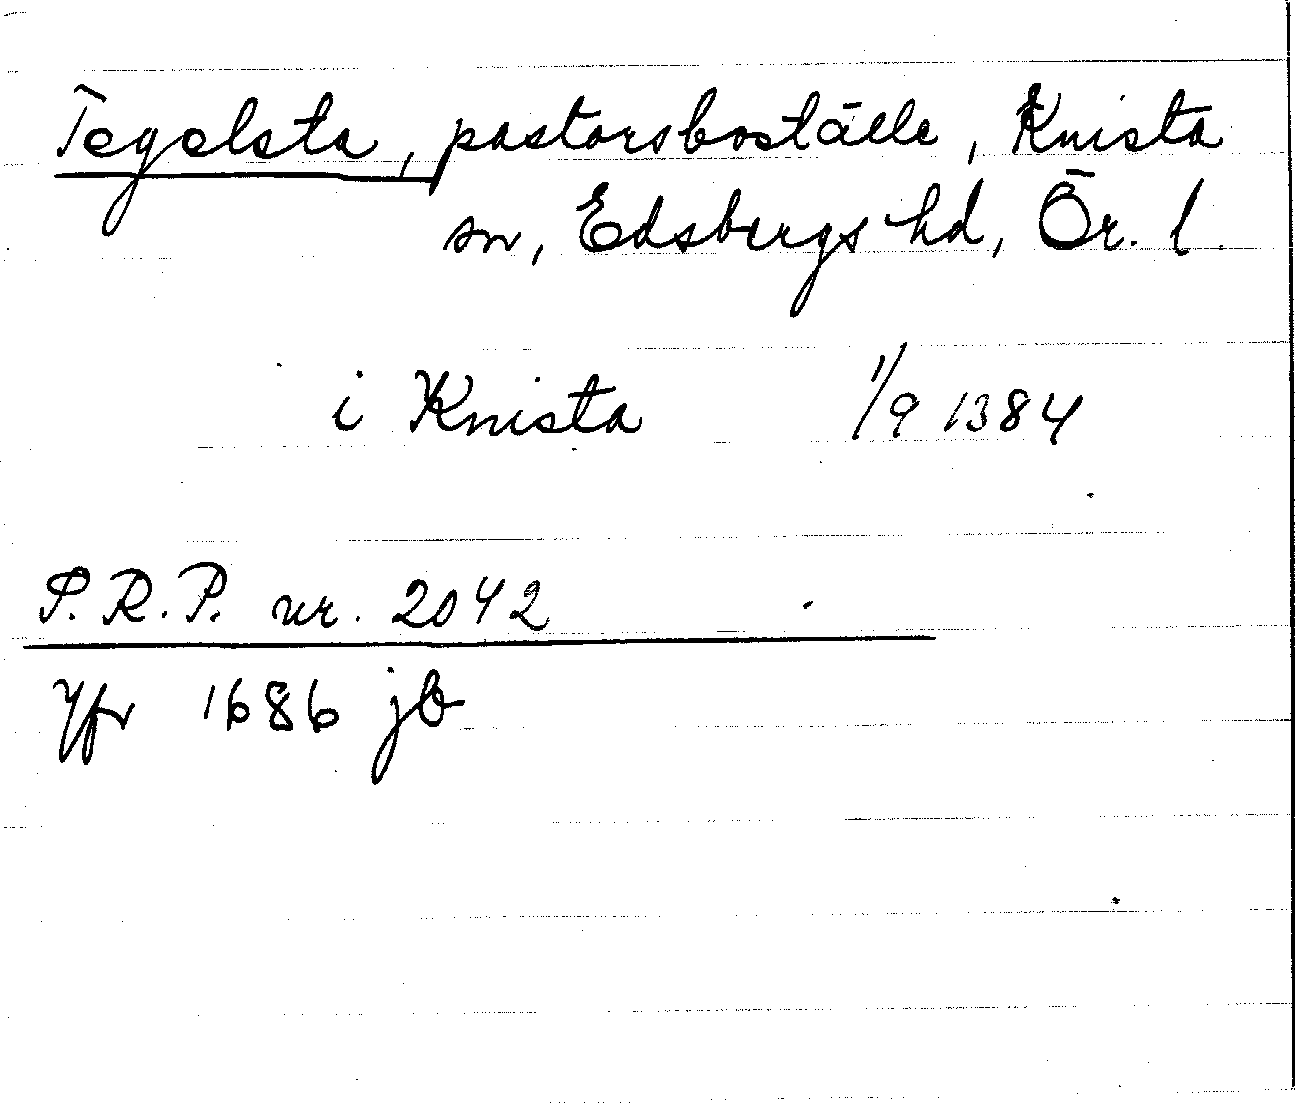 Tegelsta, pastorsboställe, Knista
sn, Edsbergs hd, Ör. l.
i Knista 1/9 1384
S.R.P. nr. 2042
Jfr 1686 jb